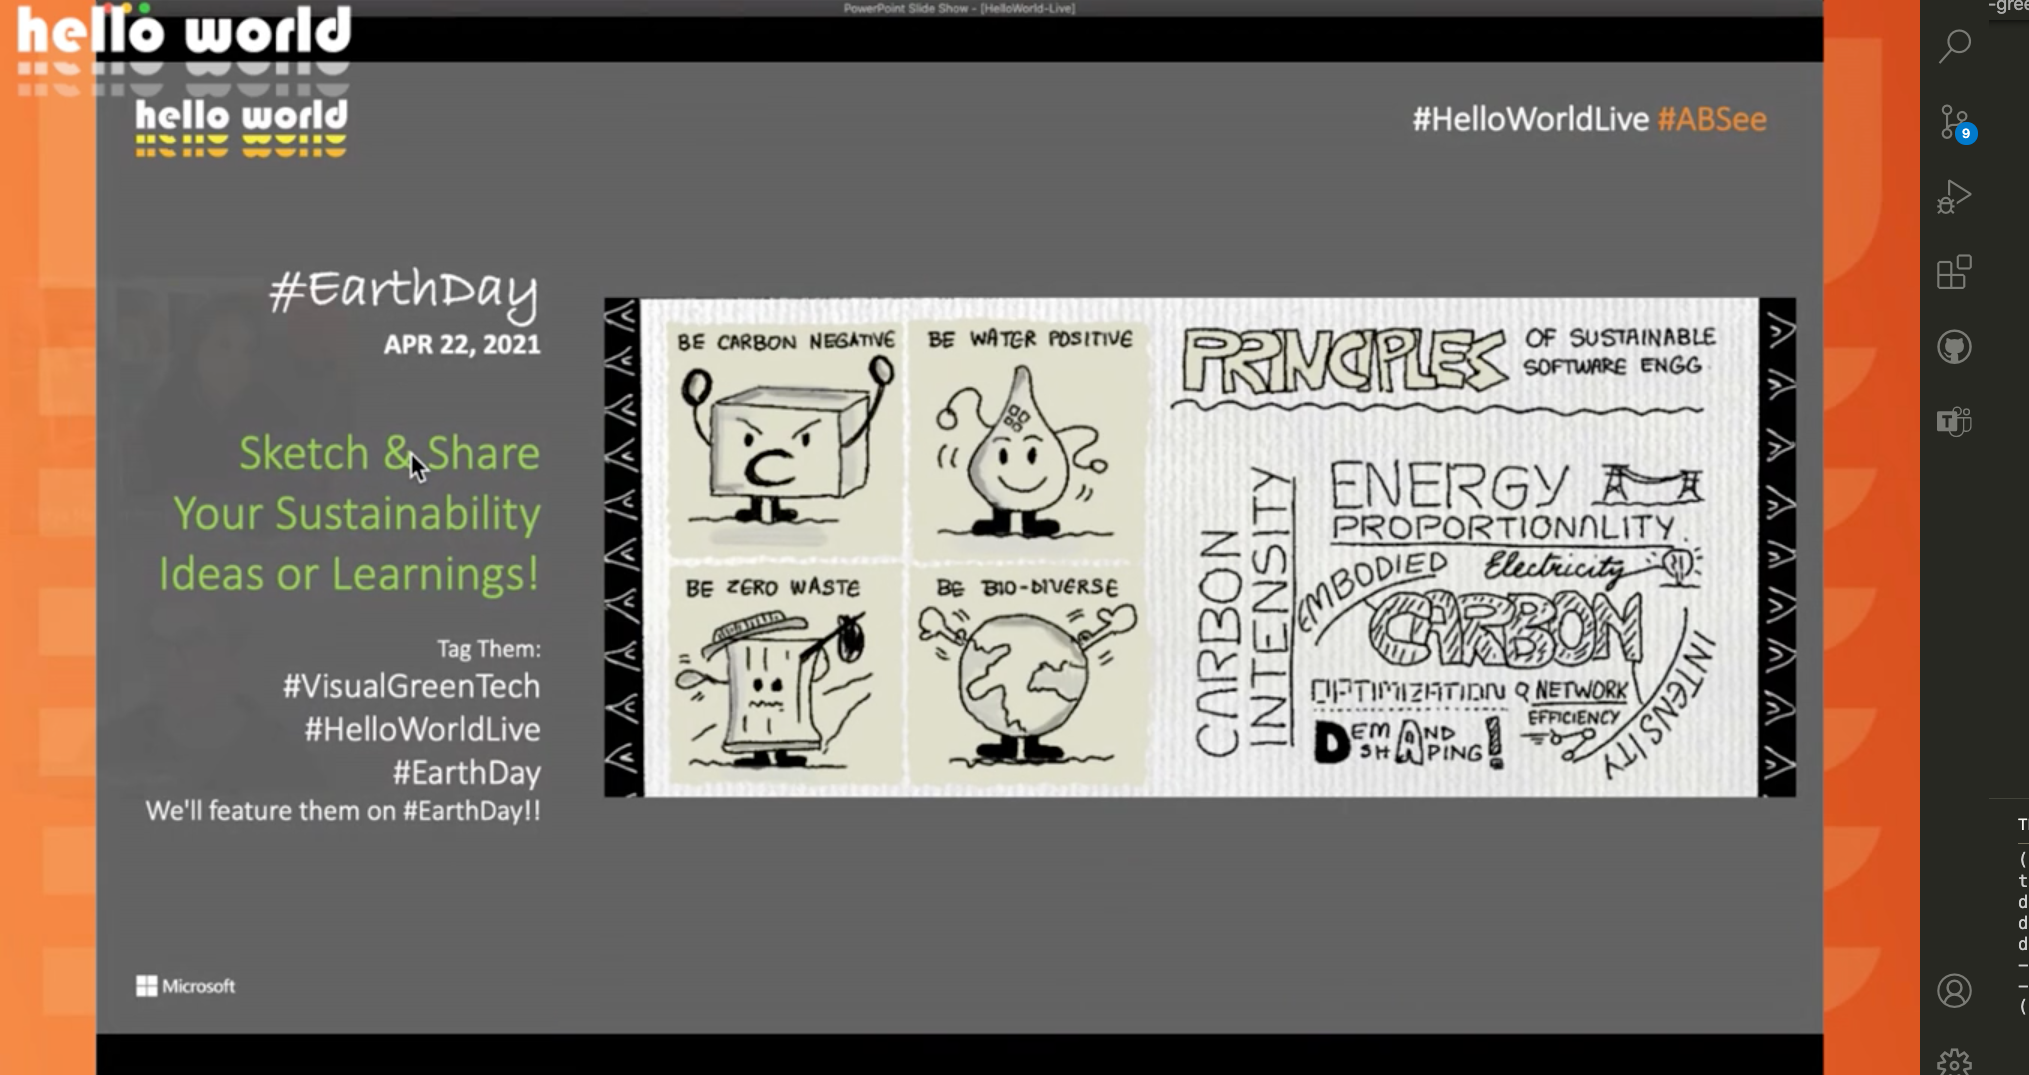 PowerPoint Slide Show - [HelloWorld-Live]
hello world
hello world
#HelloWorldLive #ABSee
#EarthDay
APR 22, 2021
Sketch & Share
Your Sustainability
Ideas or Learnings!
Tag Them:
#VisualGreenTech
#HelloWorldLive
#EarthDay
We'll feature them on #EarthDay!!
BE CARBON NEGATIVE
BE WATER POSITIVE
BE ZERO WASTE
BE BIO-DIVERSE
PRINCIPLES
OF SUSTAINABLE
SOFTWARE ENGG.
CARBON
INTENSITY
ENERGY
PROPORTIONALITY
EMBODIED
Electricity
CARBON
INTENSITY
OPTIMIZATION
NETWORK
EFFICIENCY
DEMAND
SHAPING!
Microsoft
9